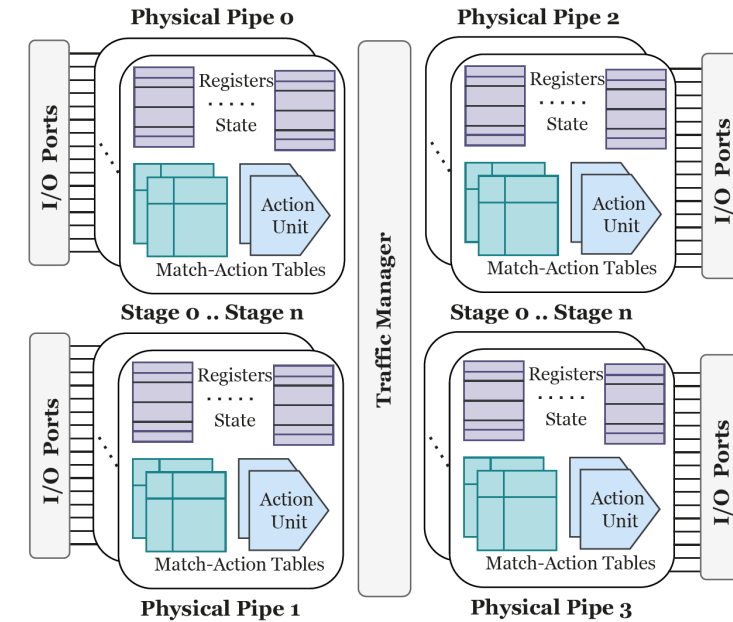 Physical Pipe 0
I/O Ports
Registers
.....
State
Action
Unit
Match-Action Tables
Stage 0 .. Stage n
I/O Ports
Registers
.....
State
Action
Unit
Match-Action Tables
Physical Pipe 1
Traffic Manager
Physical Pipe 2
Registers
.....
State
Action
Unit
Match-Action Tables
I/O Ports
Stage 0 .. Stage n
Registers
.....
State
Action
Unit
Match-Action Tables
I/O Ports
Physical Pipe 3